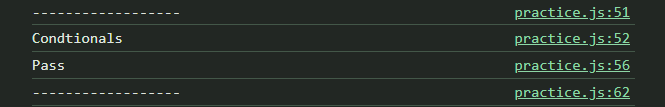 ------------------ practice.js:51
Condtionals practice.js:52
Pass practice.js:56
------------------ practice.js:62